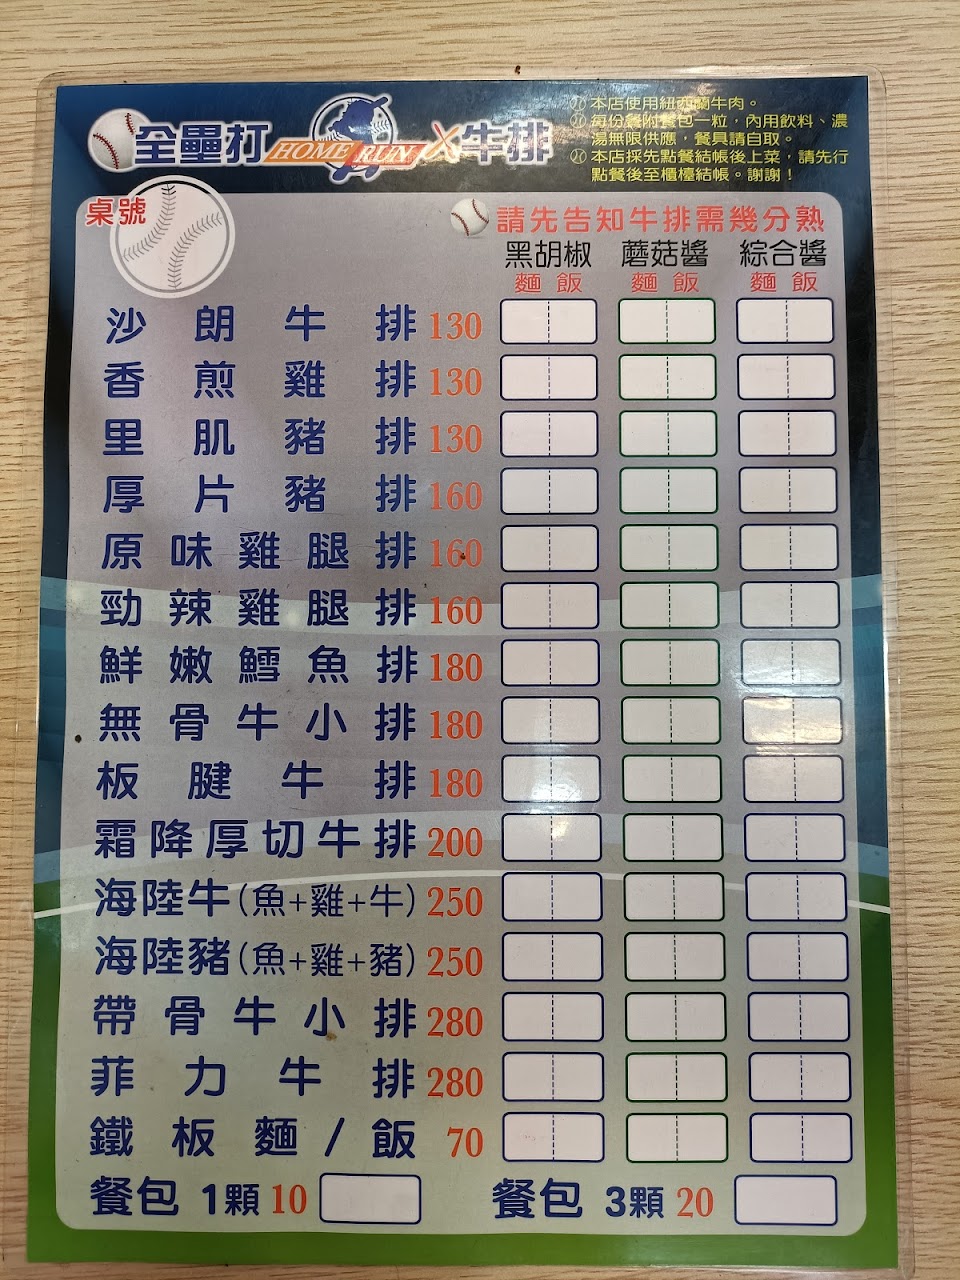 全壘打 HOME RUN 牛排
本店使用紐西蘭牛肉。
每份餐附餐包一粒，內用飲料、濃
湯無限供應，餐具請自取。
本店採先點餐結帳後上菜，請先行
點餐後至櫃檯結帳。謝謝！
桌號
請先告知牛排需幾分熟
黑胡椒 蘑菇醬 綜合醬
麵 飯 麵 飯 麵 飯
沙朗牛排 130
香煎雞排 130
里肌豬排 130
厚片豬排 160
原味雞腿排 160
勁辣雞腿排 160
鮮嫩鱈魚排 180
無骨牛小排 180
板腱牛排 180
霜降厚切牛排 200
海陸牛(魚+雞+牛) 250
海陸豬(魚+雞+豬) 250
帶骨牛小排 280
菲力牛排 280
鐵板麵/飯 70
餐包 1顆 10 餐包 3顆 20